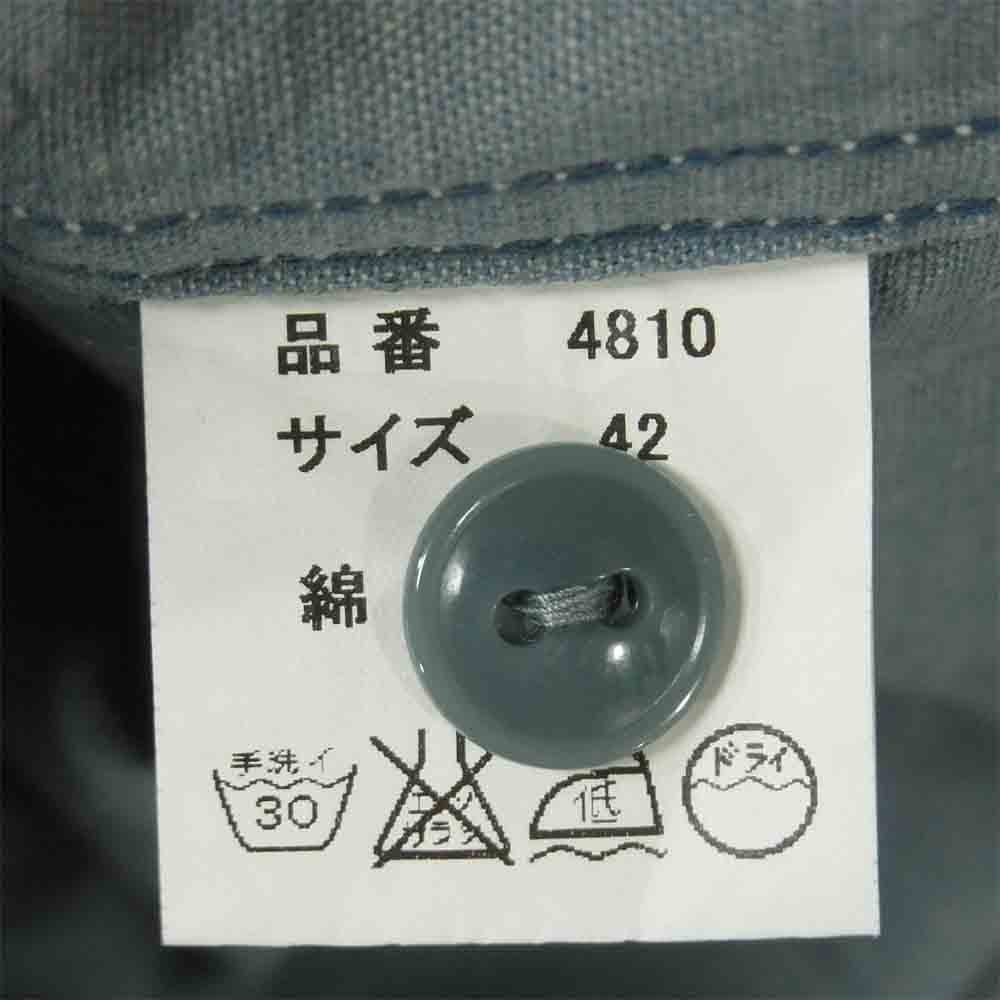 品番 4810
サイズ 42
綿
手洗イ 30
エンソ サラシ
低
ドライ